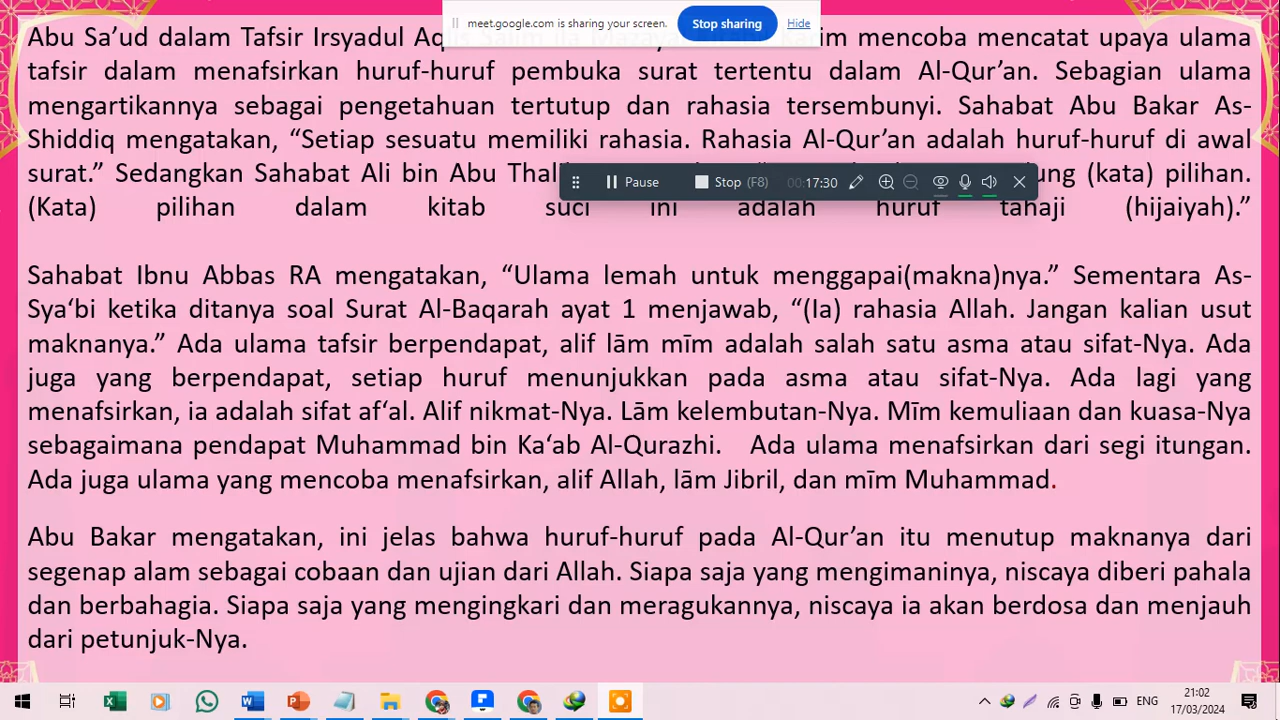 meet.google.com is sharing your screen. Stop sharing Hide
Abu Sa’ud dalam Tafsir Irsyadul Aqlis Salim ila mencoba mencatat upaya ulama
tafsir dalam menafsirkan huruf-huruf pembuka surat tertentu dalam Al-Qur’an. Sebagian ulama
mengartikannya sebagai pengetahuan tertutup dan rahasia tersembunyi. Sahabat Abu Bakar As-
Shiddiq mengatakan, “Setiap sesuatu memiliki rahasia. Rahasia Al-Qur’an adalah huruf-huruf di awal
surat.” Sedangkan Sahabat Ali bin Abu (kata) pilihan.
Pause Stop (F8) 00:17:30
(Kata) pilihan dalam kitab suci ini adalah huruf tahaji (hijaiyah).”
Sahabat Ibnu Abbas RA mengatakan, “Ulama lemah untuk menggapai(makna)nya.” Sementara As-
Sya‘bi ketika ditanya soal Surat Al-Baqarah ayat 1 menjawab, “(Ia) rahasia Allah. Jangan kalian usut
maknanya.” Ada ulama tafsir berpendapat, alif lām mīm adalah salah satu asma atau sifat-Nya. Ada
juga yang berpendapat, setiap huruf menunjukkan pada asma atau sifat-Nya. Ada lagi yang
menafsirkan, ia adalah sifat af‘al. Alif nikmat-Nya. Lām kelembutan-Nya. Mīm kemuliaan dan kuasa-Nya
sebagaimana pendapat Muhammad bin Ka‘ab Al-Qurazhi. Ada ulama menafsirkan dari segi itungan.
Ada juga ulama yang mencoba menafsirkan, alif Allah, lām Jibril, dan mīm Muhammad.
Abu Bakar mengatakan, ini jelas bahwa huruf-huruf pada Al-Qur’an itu menutup maknanya dari
segenap alam sebagai cobaan dan ujian dari Allah. Siapa saja yang mengimaninya, niscaya diberi pahala
dan berbahagia. Siapa saja yang mengingkari dan meragukannya, niscaya ia akan berdosa dan menjauh
dari petunjuk-Nya.
ENG 21:02
17/03/2024